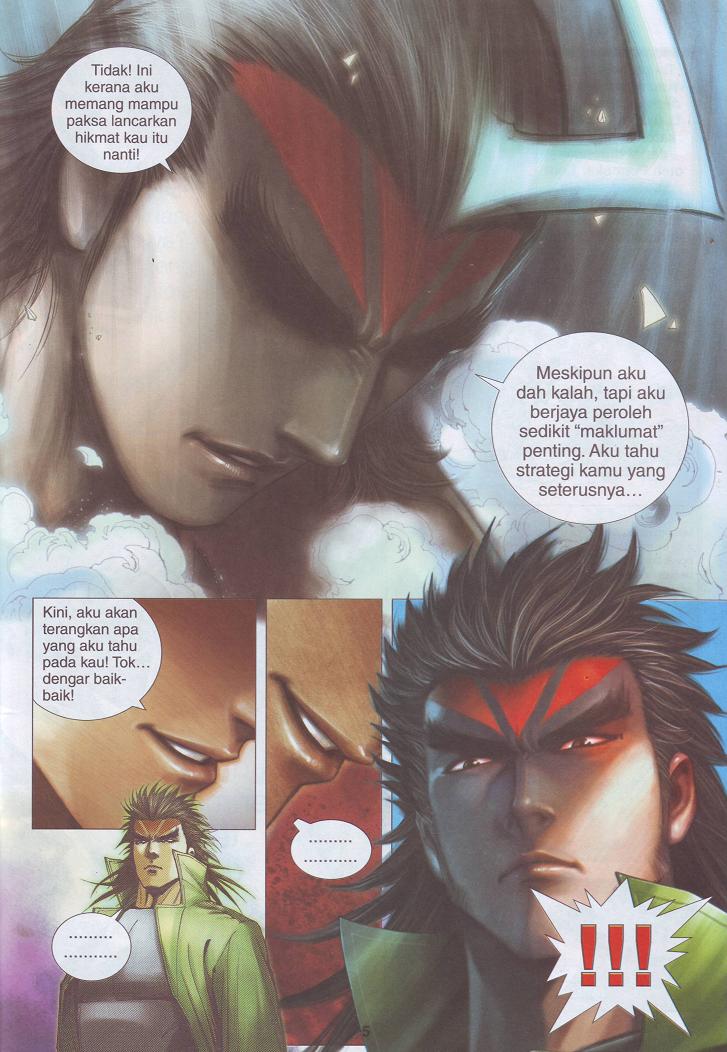 Tidak! Ini
kerana aku
memang mampu
paksa lancarkan
hikmat kau itu
nanti!
Meskipun aku
dah kalah, tapi aku
berjaya peroleh
sedikit “maklumat”
penting. Aku tahu
strategi kamu yang
seterusnya…
Kini, aku akan
terangkan apa
yang aku tahu
pada kau! Tok…
dengar baik-
baik!
.........
...........
.........
...........
!!!
5